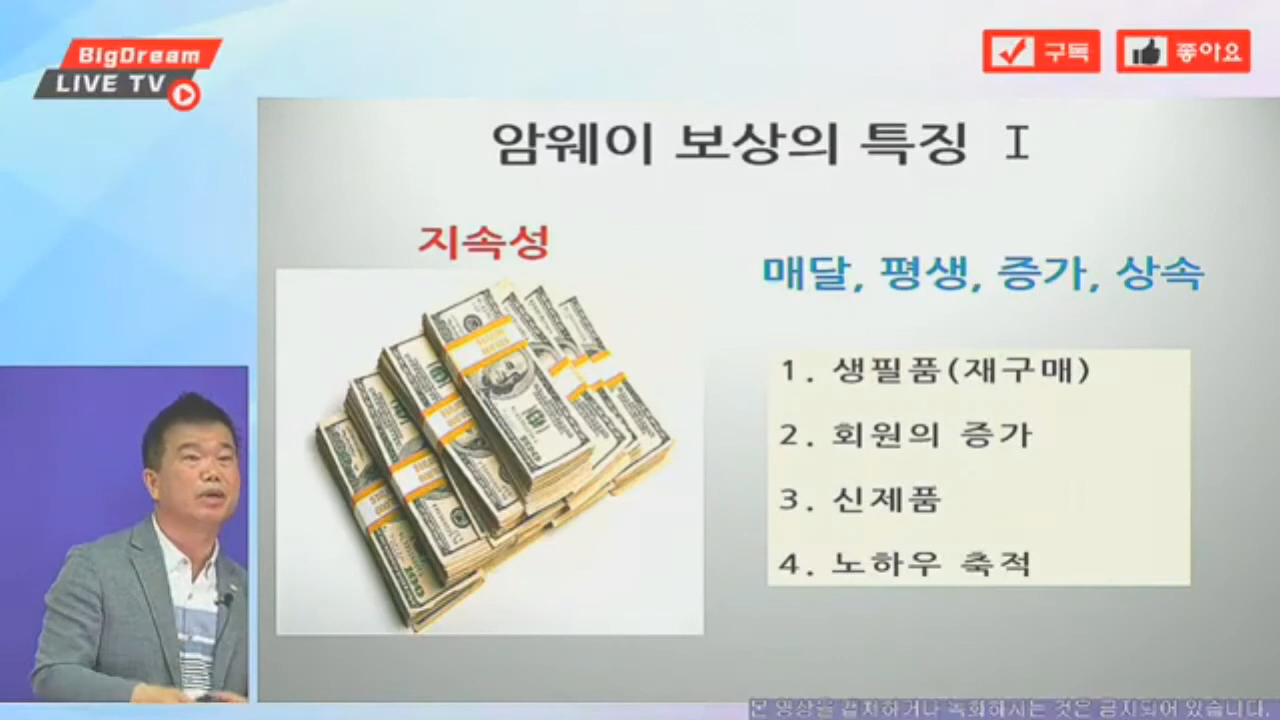 BigDream
LIVE TV
구독
좋아요
암웨이 보상의 특징 I
지속성
매달, 평생, 증가, 상속
1. 생필품(재구매)
2. 회원의 증가
3. 신제품
4. 노하우 축적
본 영상을 캡처하거나 녹화하시는 것은 금지되어 있습니다.